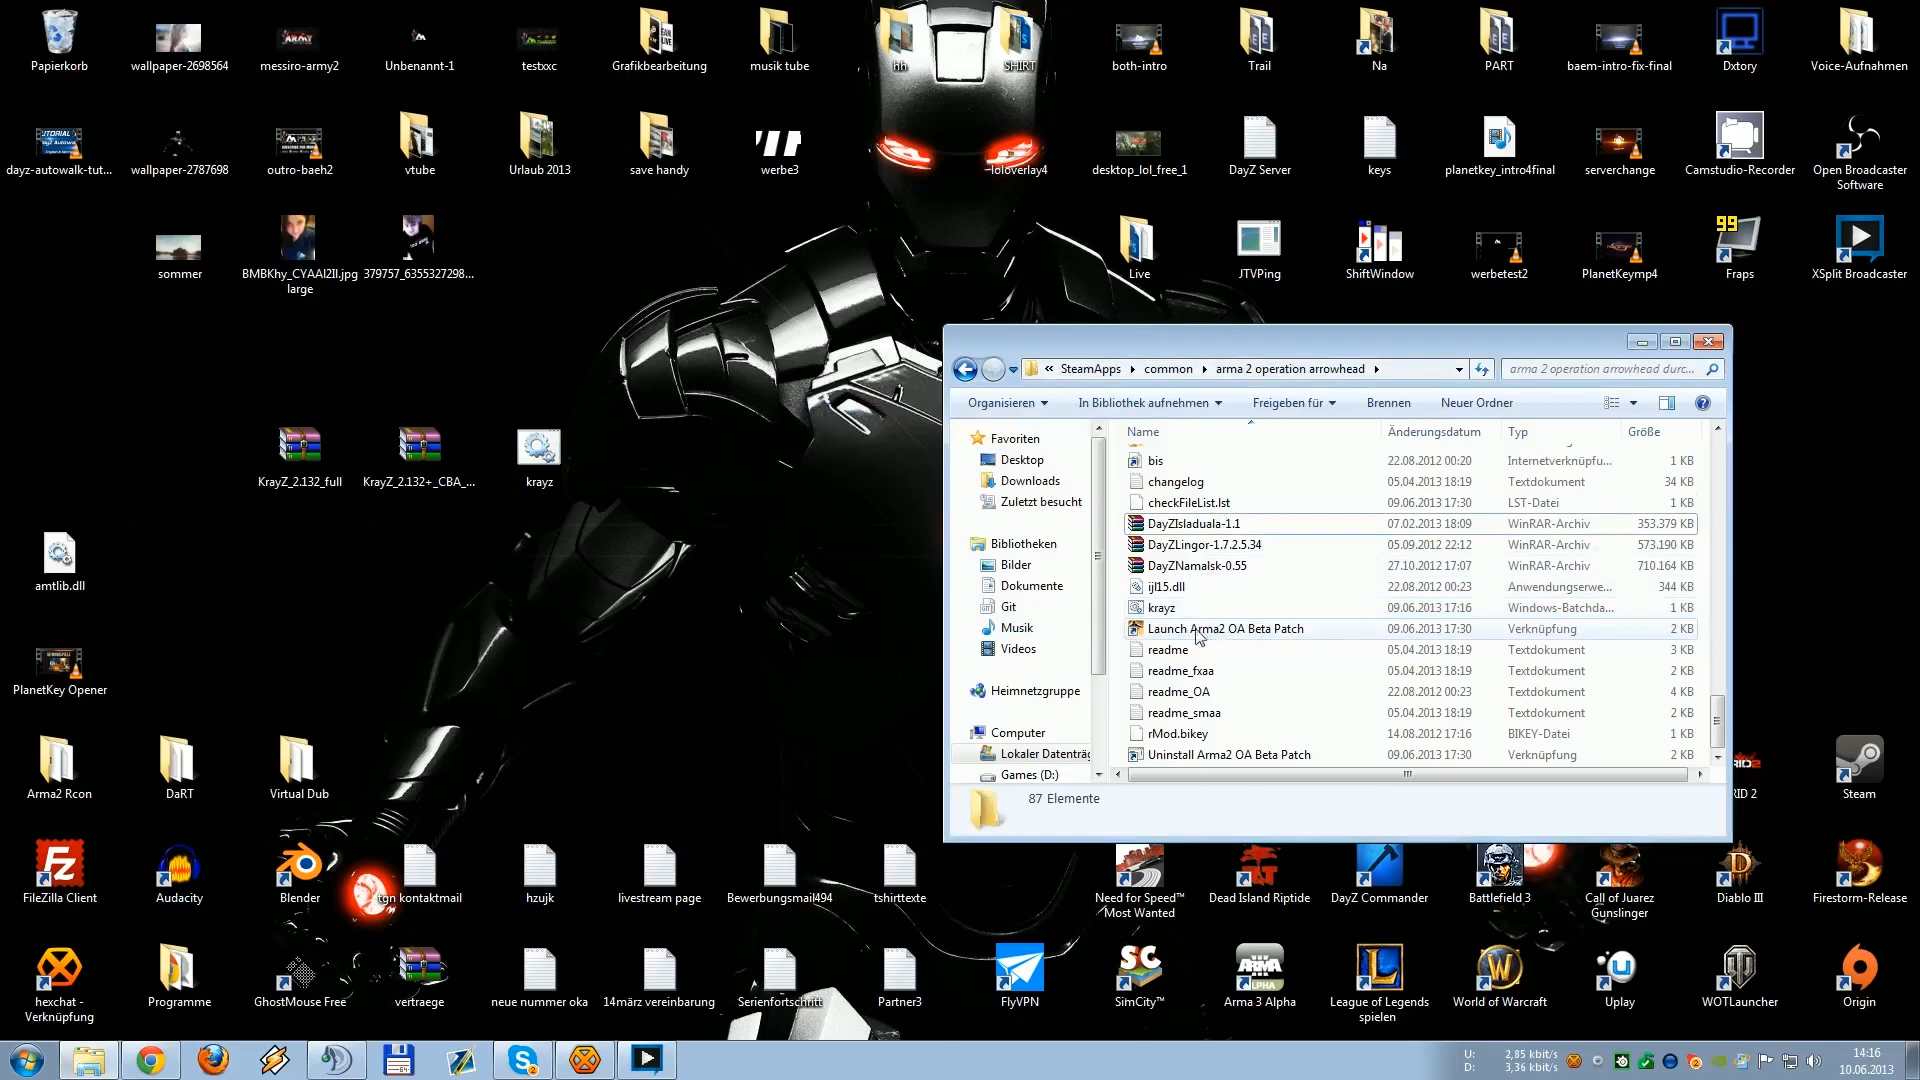 Papierkorb
wallpaper-2698564
messiro-army2
Unbenannt-1
testxxc
Grafikbearbeitung
musik tube
hh
SHIRT
both-intro
Trail
Na
PART
baem-intro-fix-final
Dxtory
Voice-Aufnahmen
dayz-autowalk-tut...
wallpaper-2787698
outro-baeh2
vtube
Urlaub 2013
save handy
werbe3
loloverlay4
desktop_lol_free_1
DayZ Server
keys
planetkey_intro4final
serverchange
Camstudio-Recorder
Open Broadcaster
Software
sommer
BMBKhy_CYAAl2II.jpg
large
379757_6355327298...
Live
JTVPing
ShiftWindow
werbetest2
PlanetKeymp4
99
Fraps
XSplit Broadcaster
KrayZ_2.132_full
KrayZ_2.132+_CBA_...
krayz
amtlib.dll
PlanetKey Opener
Arma2 Rcon
DaRT
Virtual Dub
« SteamApps
common
arma 2 operation arrowhead
arma 2 operation arrowhead durc...
Organisieren
In Bibliothek aufnehmen
Freigeben für
Brennen
Neuer Ordner
Favoriten
Desktop
Downloads
Zuletzt besucht
Bibliotheken
Bilder
Dokumente
Git
Musik
Videos
Heimnetzgruppe
Computer
Lokaler Datenträg
Games (D:)
Name Änderungsdatum Typ Größe
bis 22.08.2012 00:20 Internetverknüpfu... 1 KB
changelog 05.04.2013 18:19 Textdokument 34 KB
checkFileList.lst 09.06.2013 17:30 LST-Datei 1 KB
DayZIsladuala-1.1 07.02.2013 18:09 WinRAR-Archiv 353.379 KB
DayZLingor-1.7.2.5.34 05.09.2012 22:12 WinRAR-Archiv 573.190 KB
DayZNamalsk-0.55 27.10.2012 17:07 WinRAR-Archiv 710.164 KB
ijl15.dll 22.08.2012 00:23 Anwendungserwe... 344 KB
krayz 09.06.2013 17:16 Windows-Batchda... 1 KB
Launch Arma2 OA Beta Patch 09.06.2013 17:30 Verknüpfung 2 KB
readme 05.04.2013 18:19 Textdokument 3 KB
readme_fxaa 05.04.2013 18:19 Textdokument 2 KB
readme_OA 22.08.2012 00:23 Textdokument 4 KB
readme_smaa 05.04.2013 18:19 Textdokument 2 KB
rMod.bikey 14.08.2012 17:16 BIKEY-Datei 1 KB
Uninstall Arma2 OA Beta Patch 09.06.2013 17:30 Verknüpfung 2 KB
87 Elemente
RID 2
Steam
FileZilla Client
Audacity
Blender
tgn kontaktmail
hzujk
livestream page
Bewerbungsmail494
tshirttexte
Need for Speed™
Most Wanted
Dead Island Riptide
DayZ Commander
Battlefield 3
Call of Juarez
Gunslinger
Diablo III
Firestorm-Release
hexchat -
Verknüpfung
Programme
GhostMouse Free
vertraege
neue nummer oka
14märz vereinbarung
Serienfortschritt
Partner3
FlyVPN
SimCity™
Arma 3 Alpha
League of Legends
spielen
World of Warcraft
Uplay
WOTLauncher
Origin
U: 2,85 kbit/s
D: 3,36 kbit/s
14:16
10.06.2013